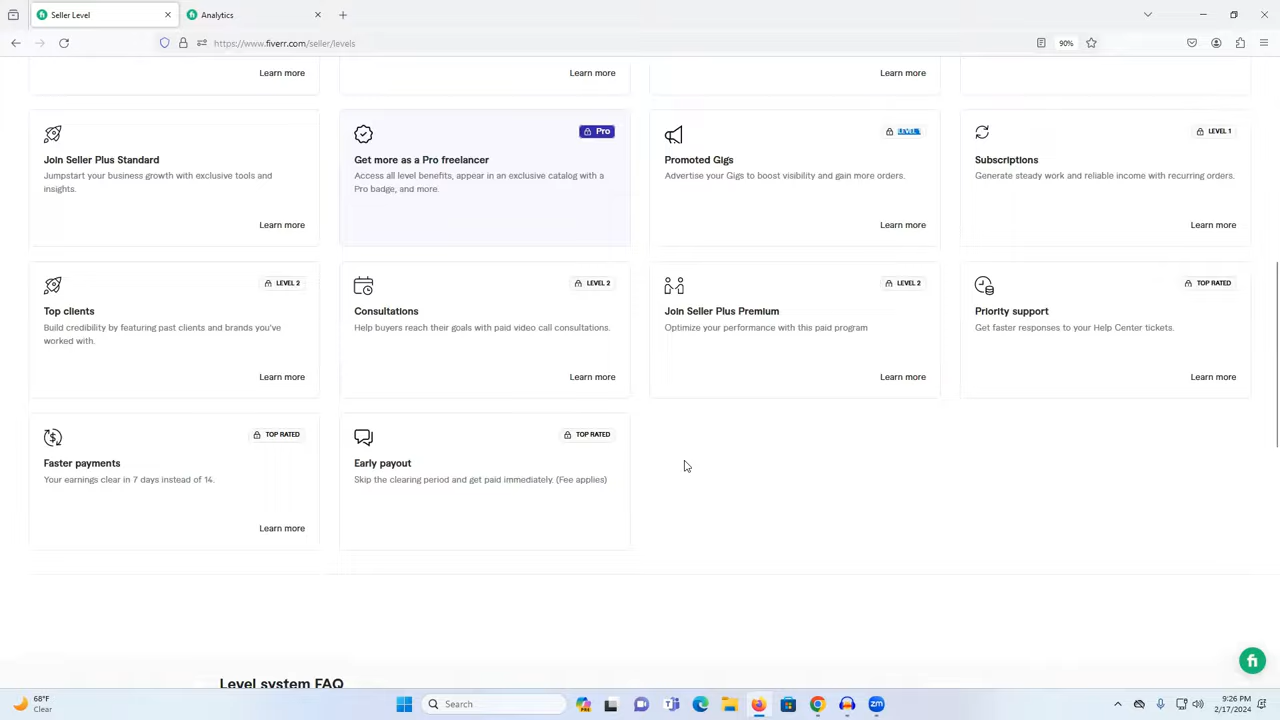 Seller Level
Analytics
https://www.fiverr.com/seller/levels
90%
Learn more
Learn more
Learn more
Join Seller Plus Standard
Jumpstart your business growth with exclusive tools and
insights.
Learn more
Pro
Get more as a Pro freelancer
Access all level benefits, appear in an exclusive catalog with a
Pro badge, and more.
LEVEL 1
Promoted Gigs
Advertise your Gigs to boost visibility and gain more orders.
Learn more
LEVEL 1
Subscriptions
Generate steady work and reliable income with recurring orders.
Learn more
LEVEL 2
Top clients
Build credibility by featuring past clients and brands you've
worked with.
Learn more
LEVEL 2
Consultations
Help buyers reach their goals with paid video call consultations.
Learn more
LEVEL 2
Join Seller Plus Premium
Optimize your performance with this paid program
Learn more
TOP RATED
Priority support
Get faster responses to your Help Center tickets.
Learn more
TOP RATED
Faster payments
Your earnings clear in 7 days instead of 14.
Learn more
TOP RATED
Early payout
Skip the clearing period and get paid immediately. (Fee applies)
Level system FAQ
fi
68°F
Clear
Search
PRE
zm
9:26 PM
2/17/2024